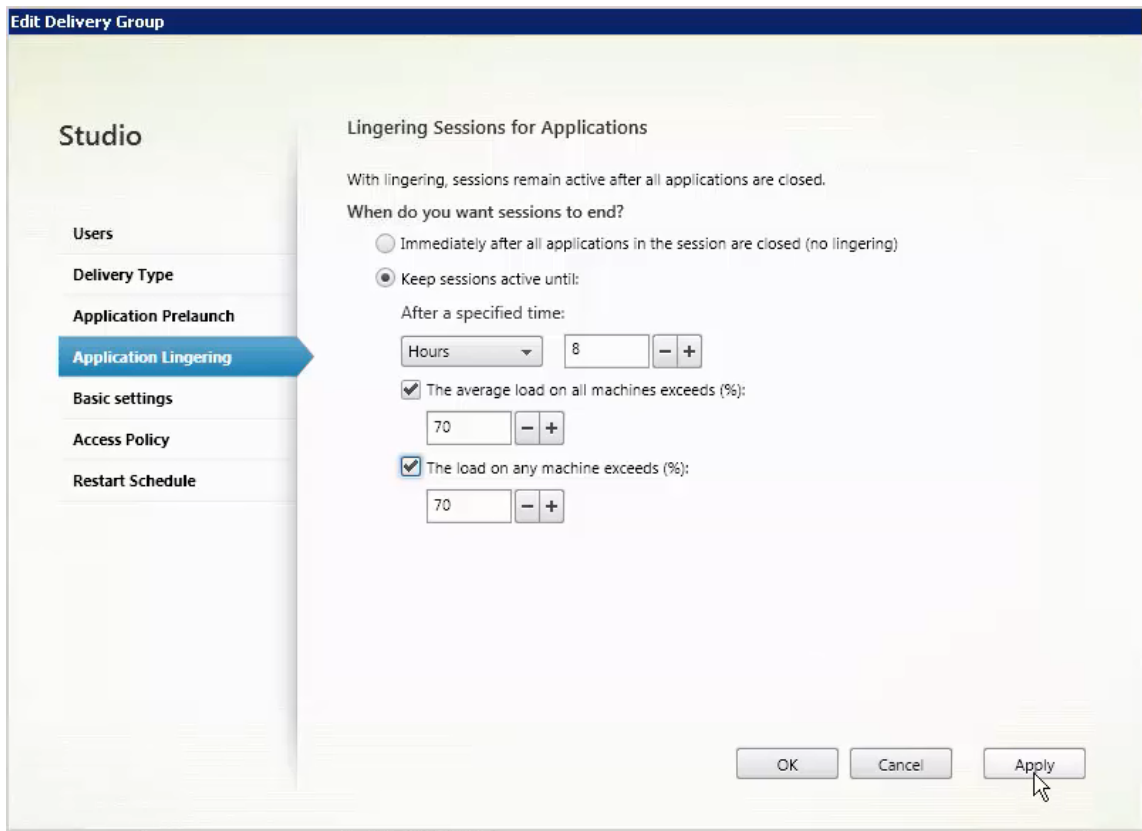 Edit Delivery Group
Studio
Users
Delivery Type
Application Prelaunch
Application Lingering
Basic settings
Access Policy
Restart Schedule
Lingering Sessions for Applications
With lingering, sessions remain active after all applications are closed.
When do you want sessions to end?
Immediately after all applications in the session are closed (no lingering)
Keep sessions active until:
After a specified time:
Hours 8 − +
The average load on all machines exceeds (%):
70 − +
The load on any machine exceeds (%):
70 − +
OK Cancel Apply